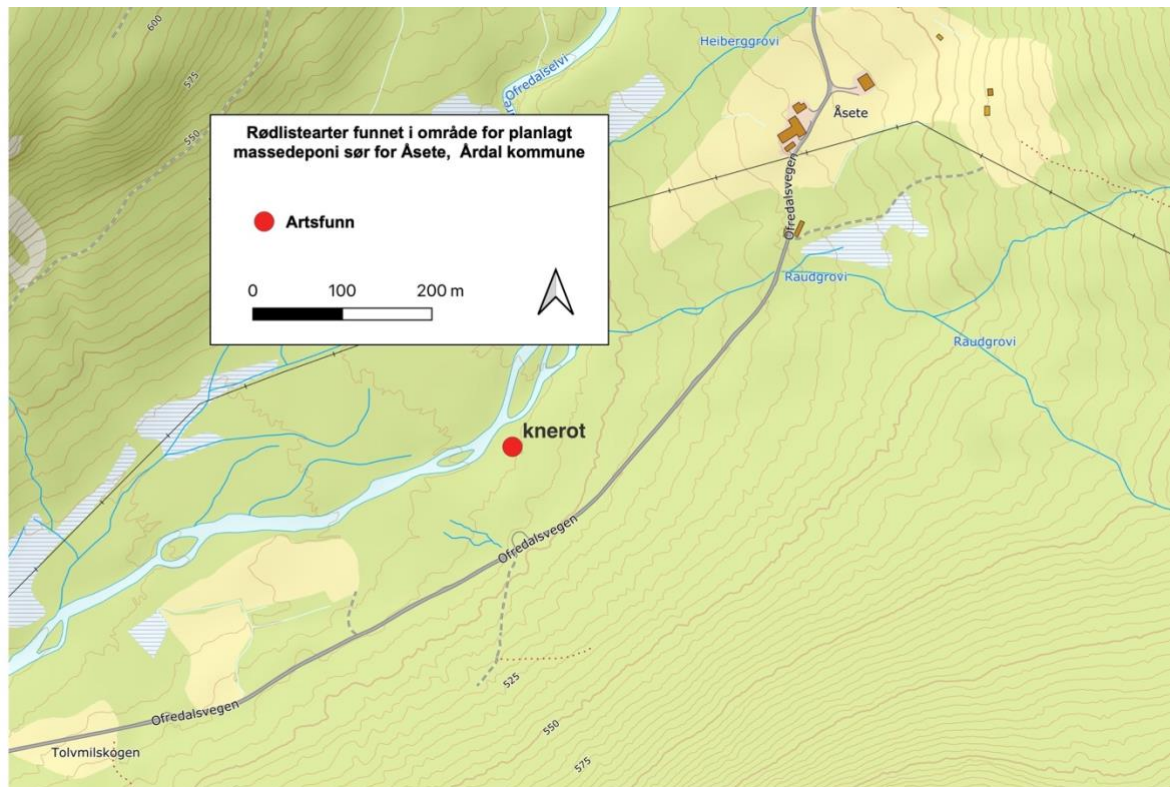 600
575
550
Ofredalselvi
Heiberggrovi
Rødlistearter funnet i område for planlagt
massedeponi sør for Åsete, Årdal kommune
Artsfunn
0 100 200 m
Åsete
Ofredalsvegen
Raudgrovi
Raudgrovi
knerot
Ofredalsvegen
525
550
575
Ofredalsvegen
Tolvmilskogen